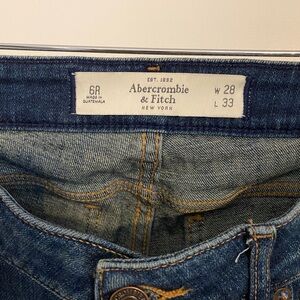 EST. 1892
6R
MADE IN
GUATEMALA
Abercrombie
& Fitch
NEW YORK
W 28
L 33